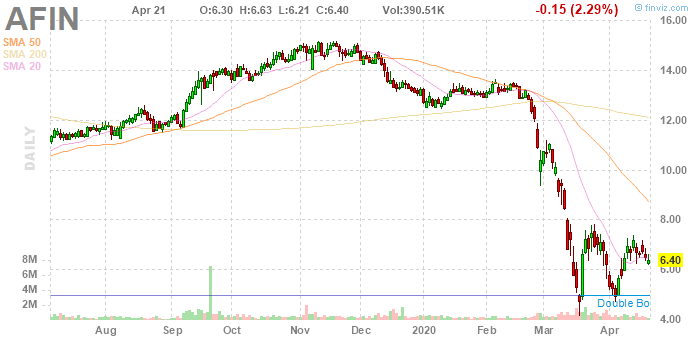 AFIN Apr 21 O:6.30 H:6.63 L:6.21 C:6.40 Vol:390.51K -0.15 (2.29%) © finviz.com
SMA 50
SMA 200
SMA 20
16.00
14.00
12.00
10.00
8.00
6.40
6.00
4.00
DAILY
8M
6M
4M
2M
Double Bo
Aug Sep Oct Nov Dec 2020 Feb Mar Apr